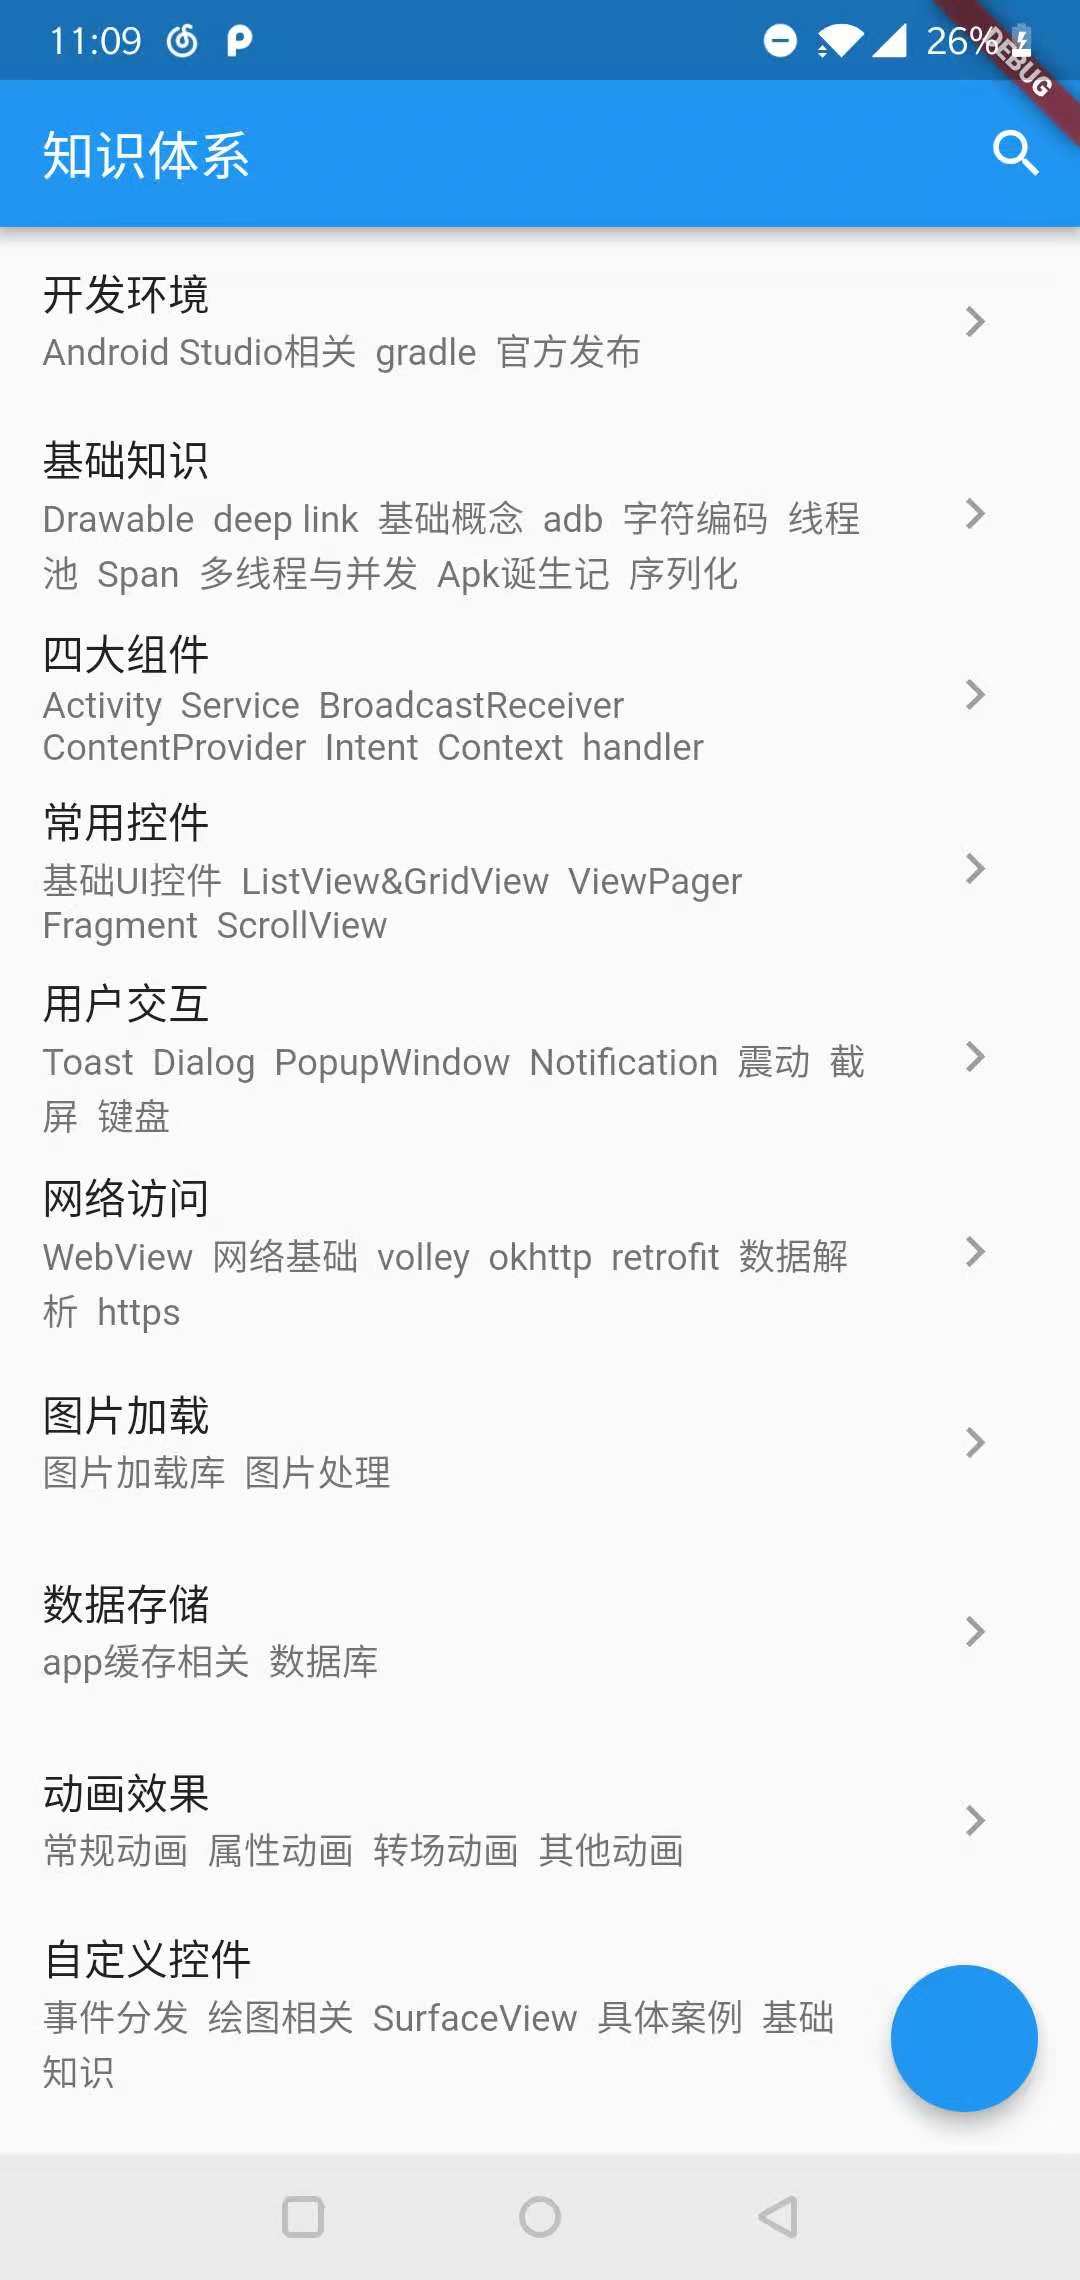 11:09
26%
DEBUG
知识体系
开发环境
Android Studio相关 gradle 官方发布
基础知识
Drawable deep link 基础概念 adb 字符编码 线程
池 Span 多线程与并发 Apk诞生记 序列化
四大组件
Activity Service BroadcastReceiver
ContentProvider Intent Context handler
常用控件
基础UI控件 ListView&GridView ViewPager
Fragment ScrollView
用户交互
Toast Dialog PopupWindow Notification 震动 截
屏 键盘
网络访问
WebView 网络基础 volley okhttp retrofit 数据解
析 https
图片加载
图片加载库 图片处理
数据存储
app缓存相关 数据库
动画效果
常规动画 属性动画 转场动画 其他动画
自定义控件
事件分发 绘图相关 SurfaceView 具体案例 基础
知识